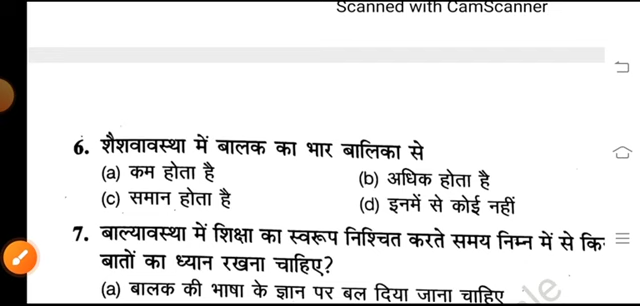 Scanned with CamScanner
6. शैशवावस्था में बालक का भार बालिका से
(a) कम होता है (b) अधिक होता है
(c) समान होता है (d) इनमें से कोई नहीं
7. बाल्यावस्था में शिक्षा का स्वरूप निश्चित करते समय निम्न में से
बातों का ध्यान रखना चाहिए?
(a) बालक की भाषा के ज्ञान पर बल दिया जाना चाहिए